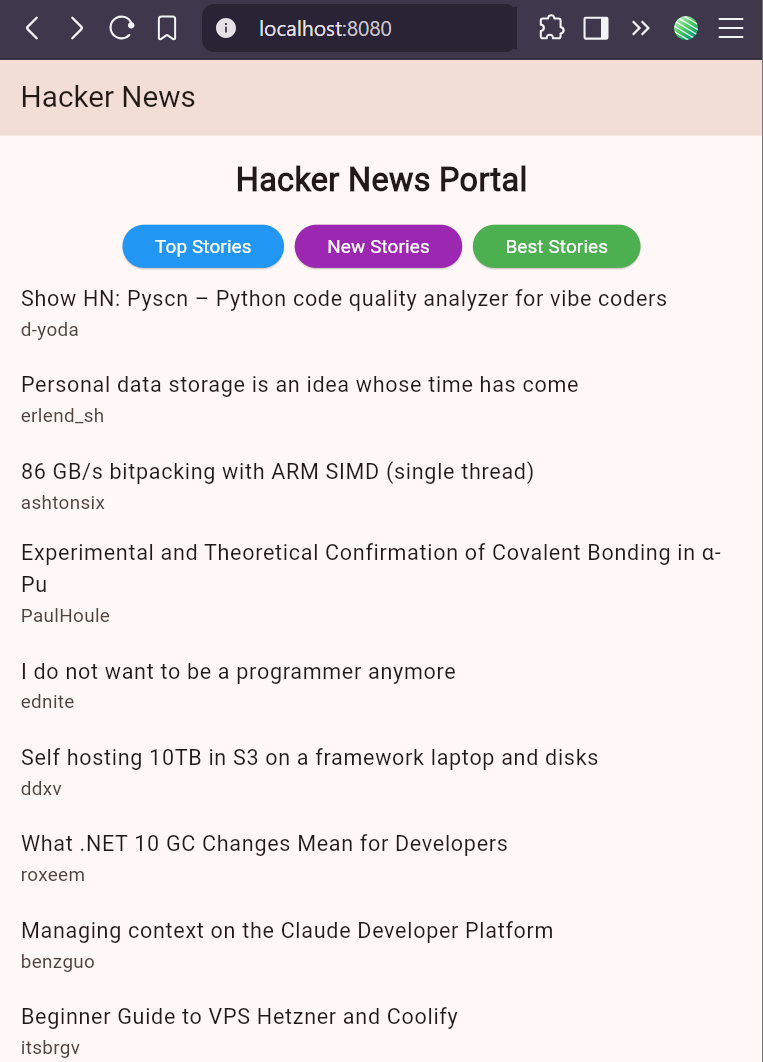 localhost:8080
Hacker News
Hacker News Portal
Top Stories New Stories Best Stories
Show HN: Pyscn – Python code quality analyzer for vibe coders
d-yoda
Personal data storage is an idea whose time has come
erlend_sh
86 GB/s bitpacking with ARM SIMD (single thread)
ashtonsix
Experimental and Theoretical Confirmation of Covalent Bonding in α-
Pu
PaulHoule
I do not want to be a programmer anymore
ednite
Self hosting 10TB in S3 on a framework laptop and disks
ddxv
What .NET 10 GC Changes Mean for Developers
roxeem
Managing context on the Claude Developer Platform
benzguo
Beginner Guide to VPS Hetzner and Coolify
itsbrgv